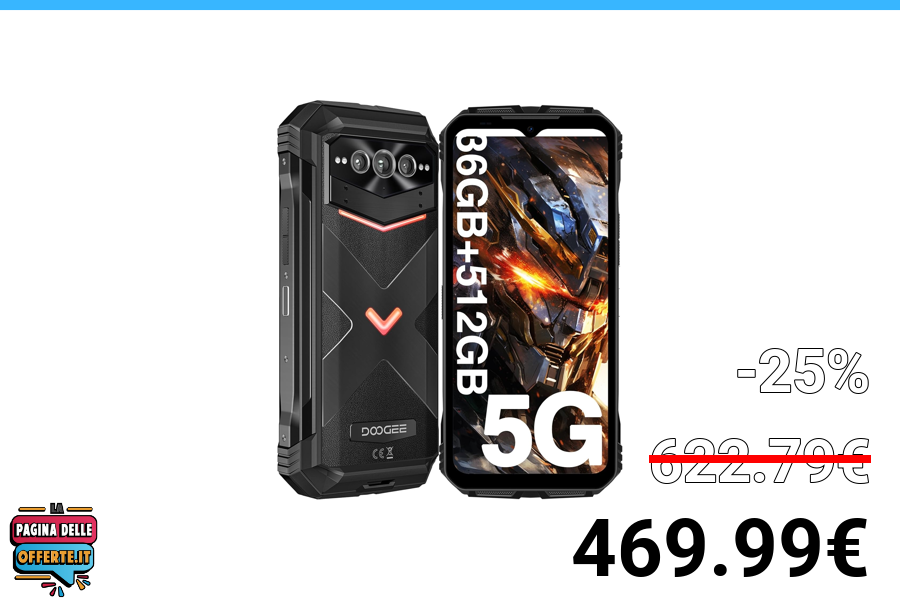 36GB+512GB
5G
DOOGEE
CE
-25%
622.79€
469.99€
LA
PAGINA DELLE
OFFERTE.IT